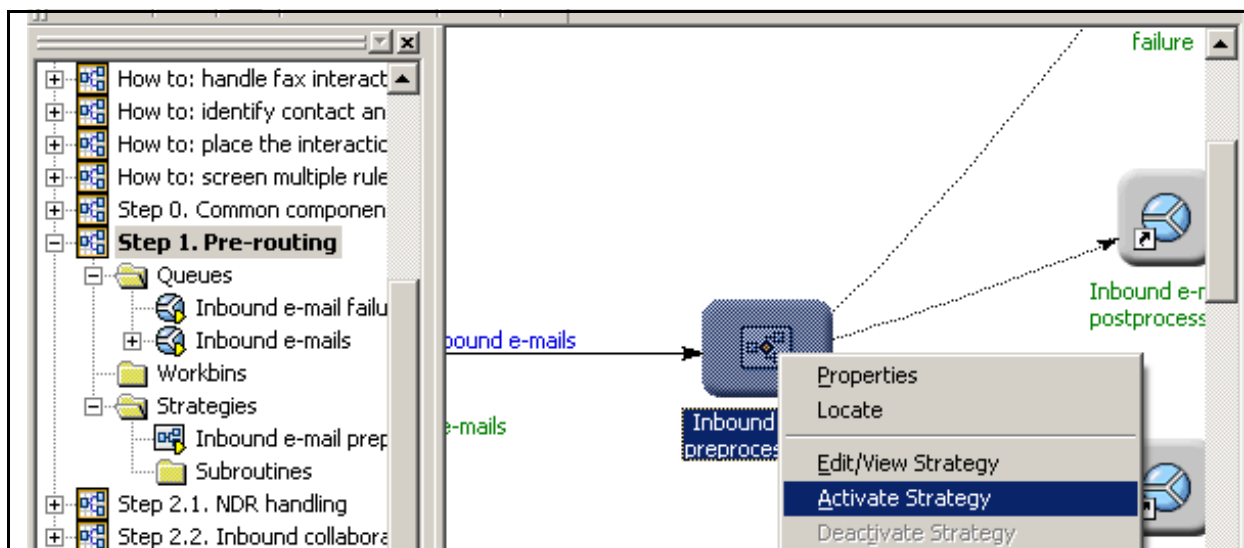 How to: handle fax interact
How to: identify contact an
How to: place the interactic
How to: screen multiple rule
Step 0. Common componen
Step 1. Pre-routing
Queues
Inbound e-mail failu
Inbound e-mails
Workbins
Strategies
Inbound e-mail prep
Subroutines
Step 2.1. NDR handling
Step 2.2. Inbound collabora
failure
Inbound e-r
postprocess
bound e-mails
e-mails
Inbound
preproces
Properties
Locate
Edit/View Strategy
Activate Strategy
Deactivate Strategy